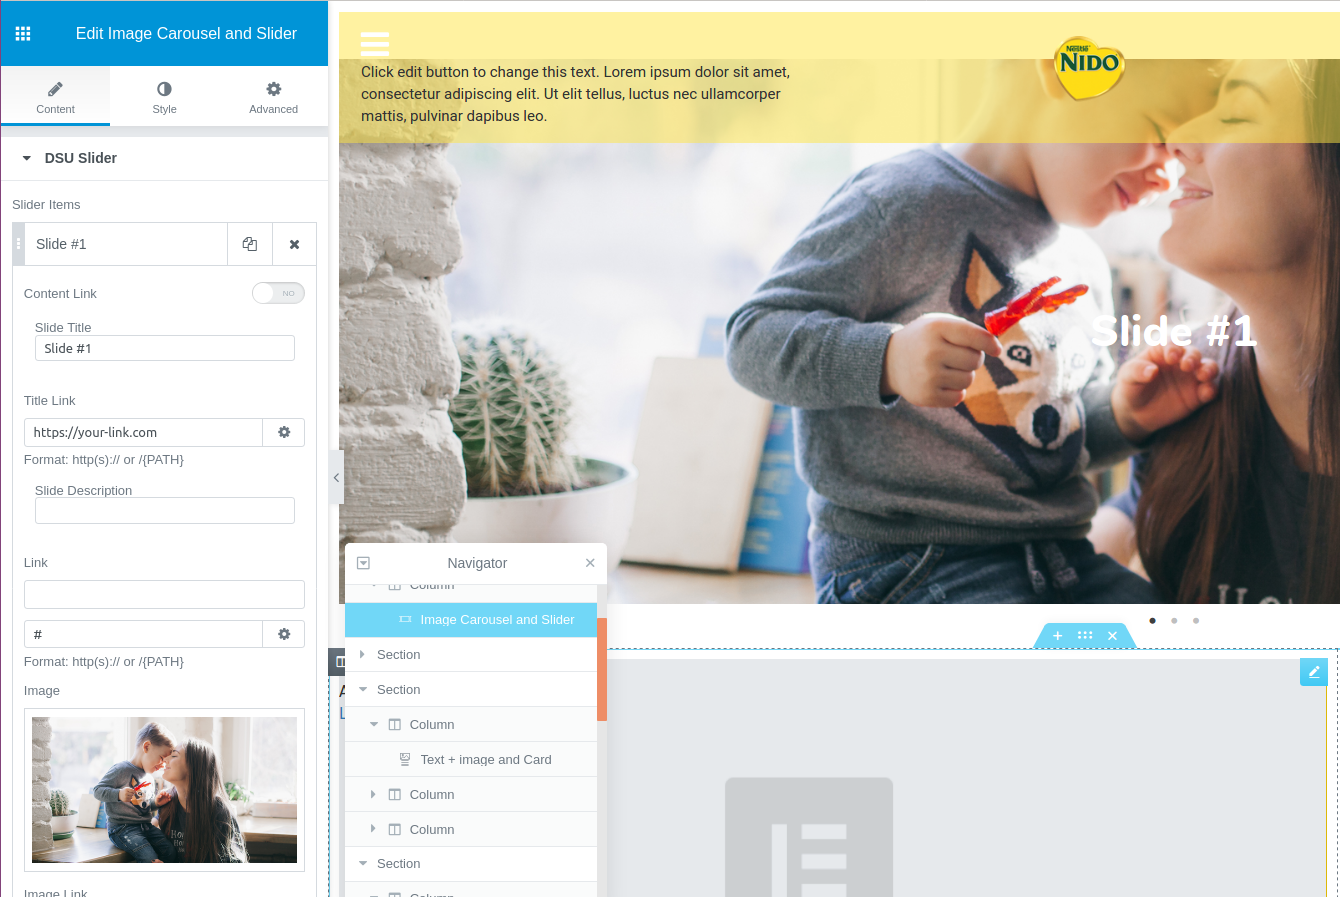 Edit Image Carousel and Slider
Content
Style
Advanced
DSU Slider
Slider Items
Slide #1
Content Link
NO
Slide Title
Slide #1
Title Link
https://your-link.com
Format: http(s):// or /{PATH}
Slide Description
Link
#
Format: http(s):// or /{PATH}
Image
Image Link
Click edit button to change this text. Lorem ipsum dolor sit amet,
consectetur adipiscing elit. Ut elit tellus, luctus nec ullamcorper
mattis, pulvinar dapibus leo.
Nestlé
NIDO
Slide #1
Navigator
Column
Image Carousel and Slider
Section
Section
Column
Text + image and Card
Column
Column
Section
Column